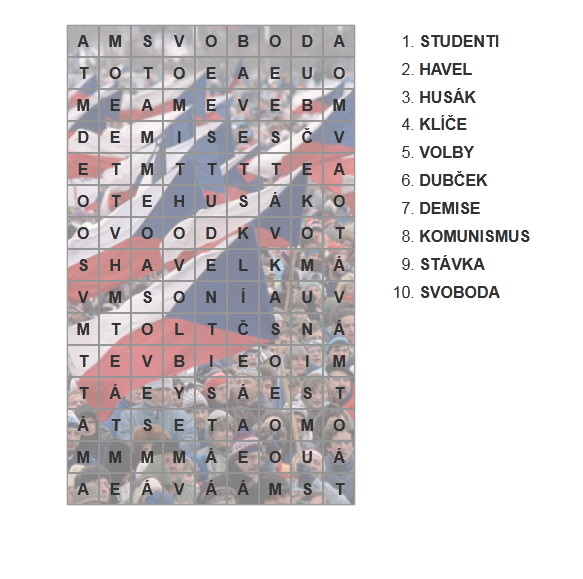 A M S V O B O D A
T O T O E A E U O
M E A M E V E B M
D E M I S E S Č V
E T M T T T T E A
O T E H U S Á K O
O V O O D K V O T
S H A V E L K M Á
V M S O N Í A U V
M T O L T Č S N Á
T E V B I E O I M
T Á E Y S Á E S T
Á T S E T A O M O
M M M M Á E O U Á
A E Á V Á Á M S T
1. STUDENTI
2. HAVEL
3. HUSÁK
4. KLÍČE
5. VOLBY
6. DUBČEK
7. DEMISE
8. KOMUNISMUS
9. STÁVKA
10. SVOBODA